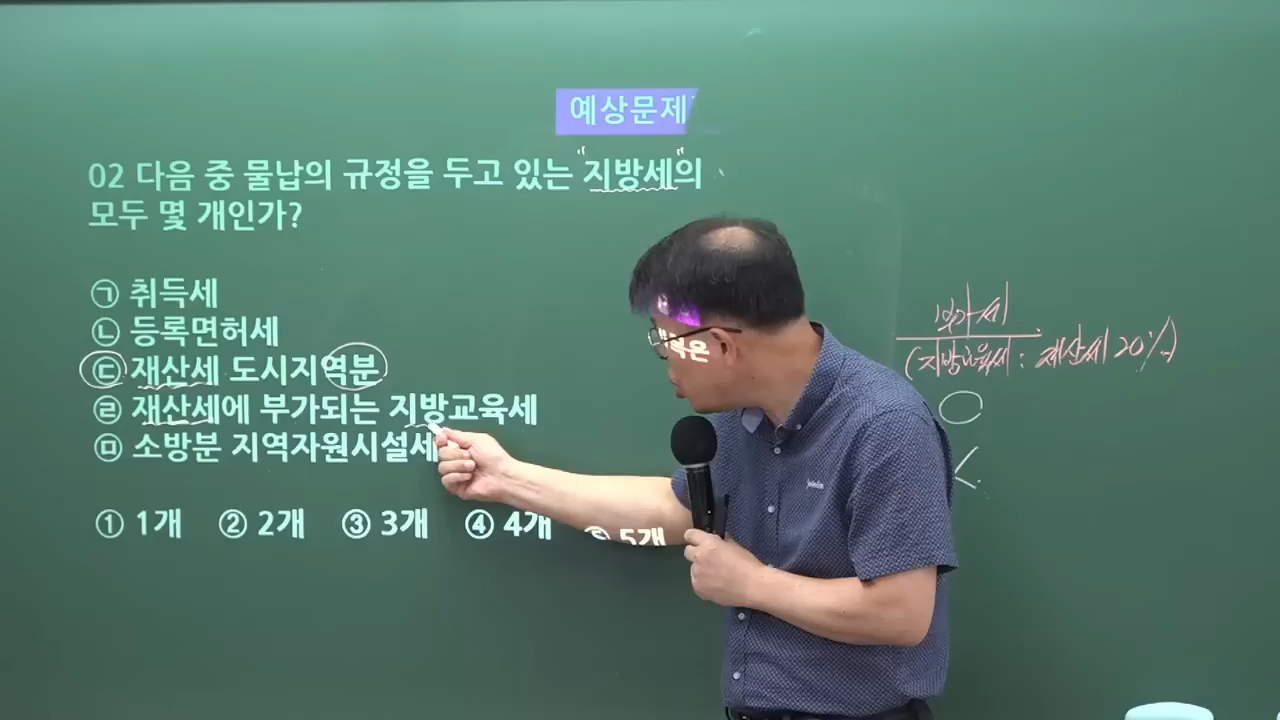 예상문제
02 다음 중 물납의 규정을 두고 있는 "지방세"의
모두 몇 개인가?
㉠ 취득세
㉡ 등록면허세
㉢ 재산세 도시지역분
㉣ 재산세에 부가되는 지방교육세
㉤ 소방분 지역자원시설세
① 1개 ② 2개 ③ 3개 ④ 4개 ⑤ 5개
부가세
(지방교육세 : 재산세 20%)